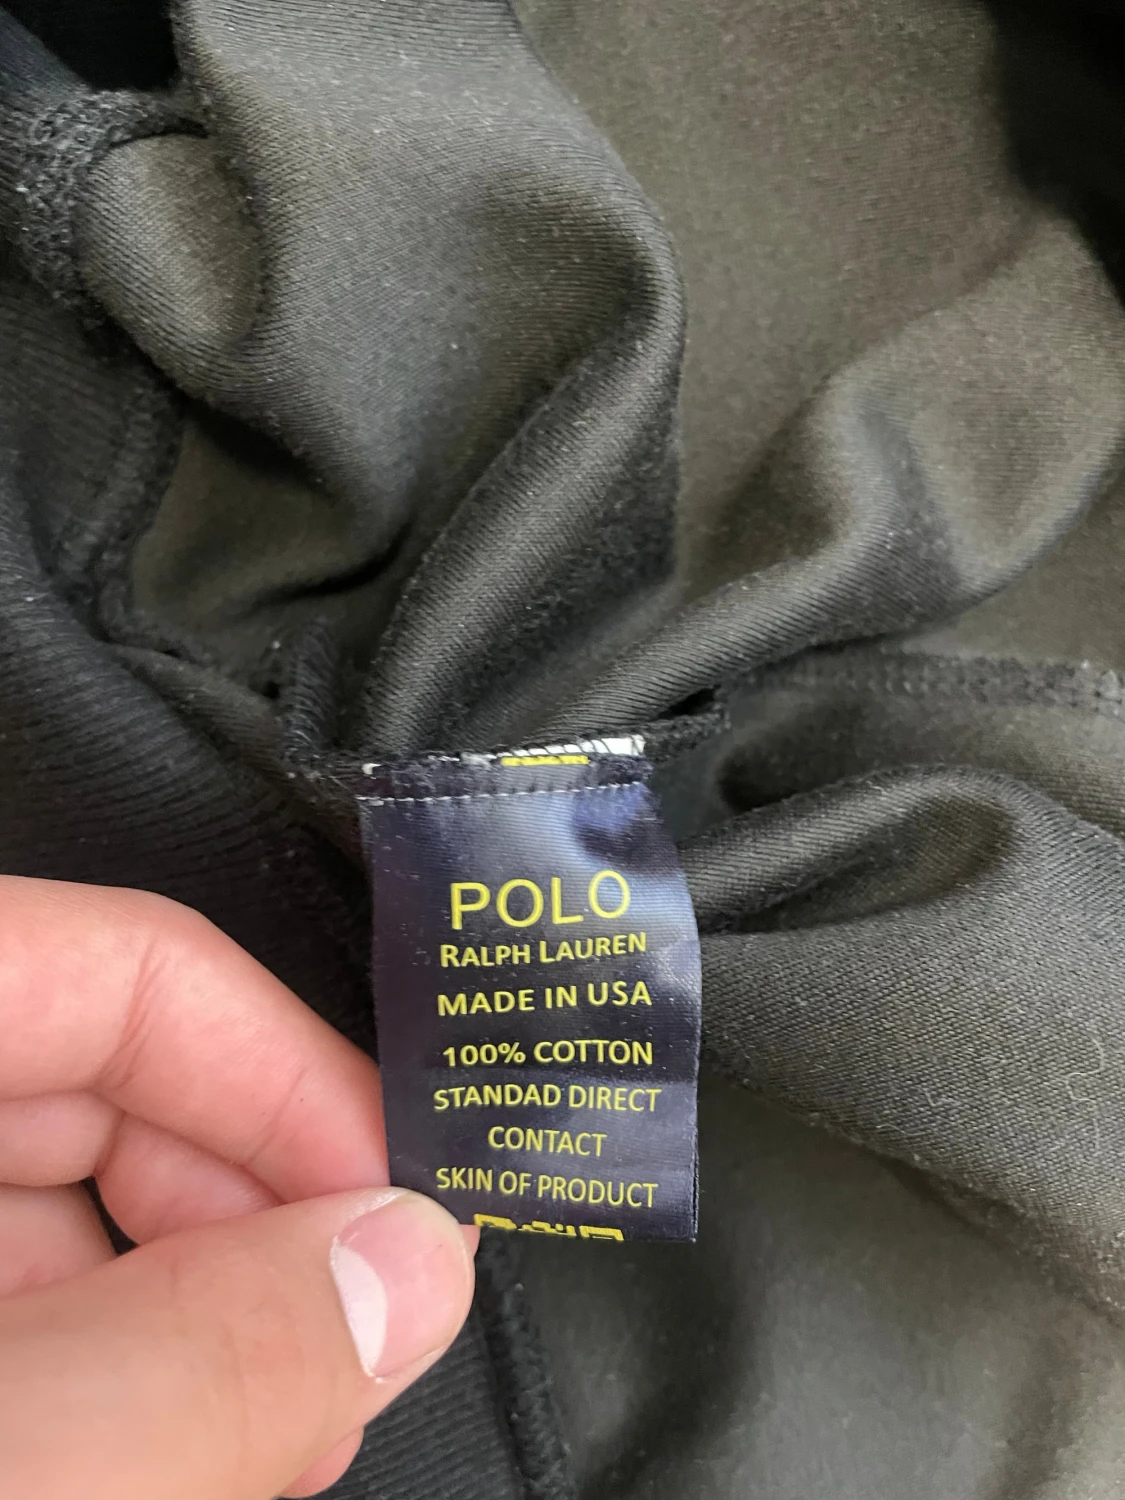 POLO
RALPH LAUREN
MADE IN USA
100% COTTON
STANDAD DIRECT
CONTACT
SKIN OF PRODUCT